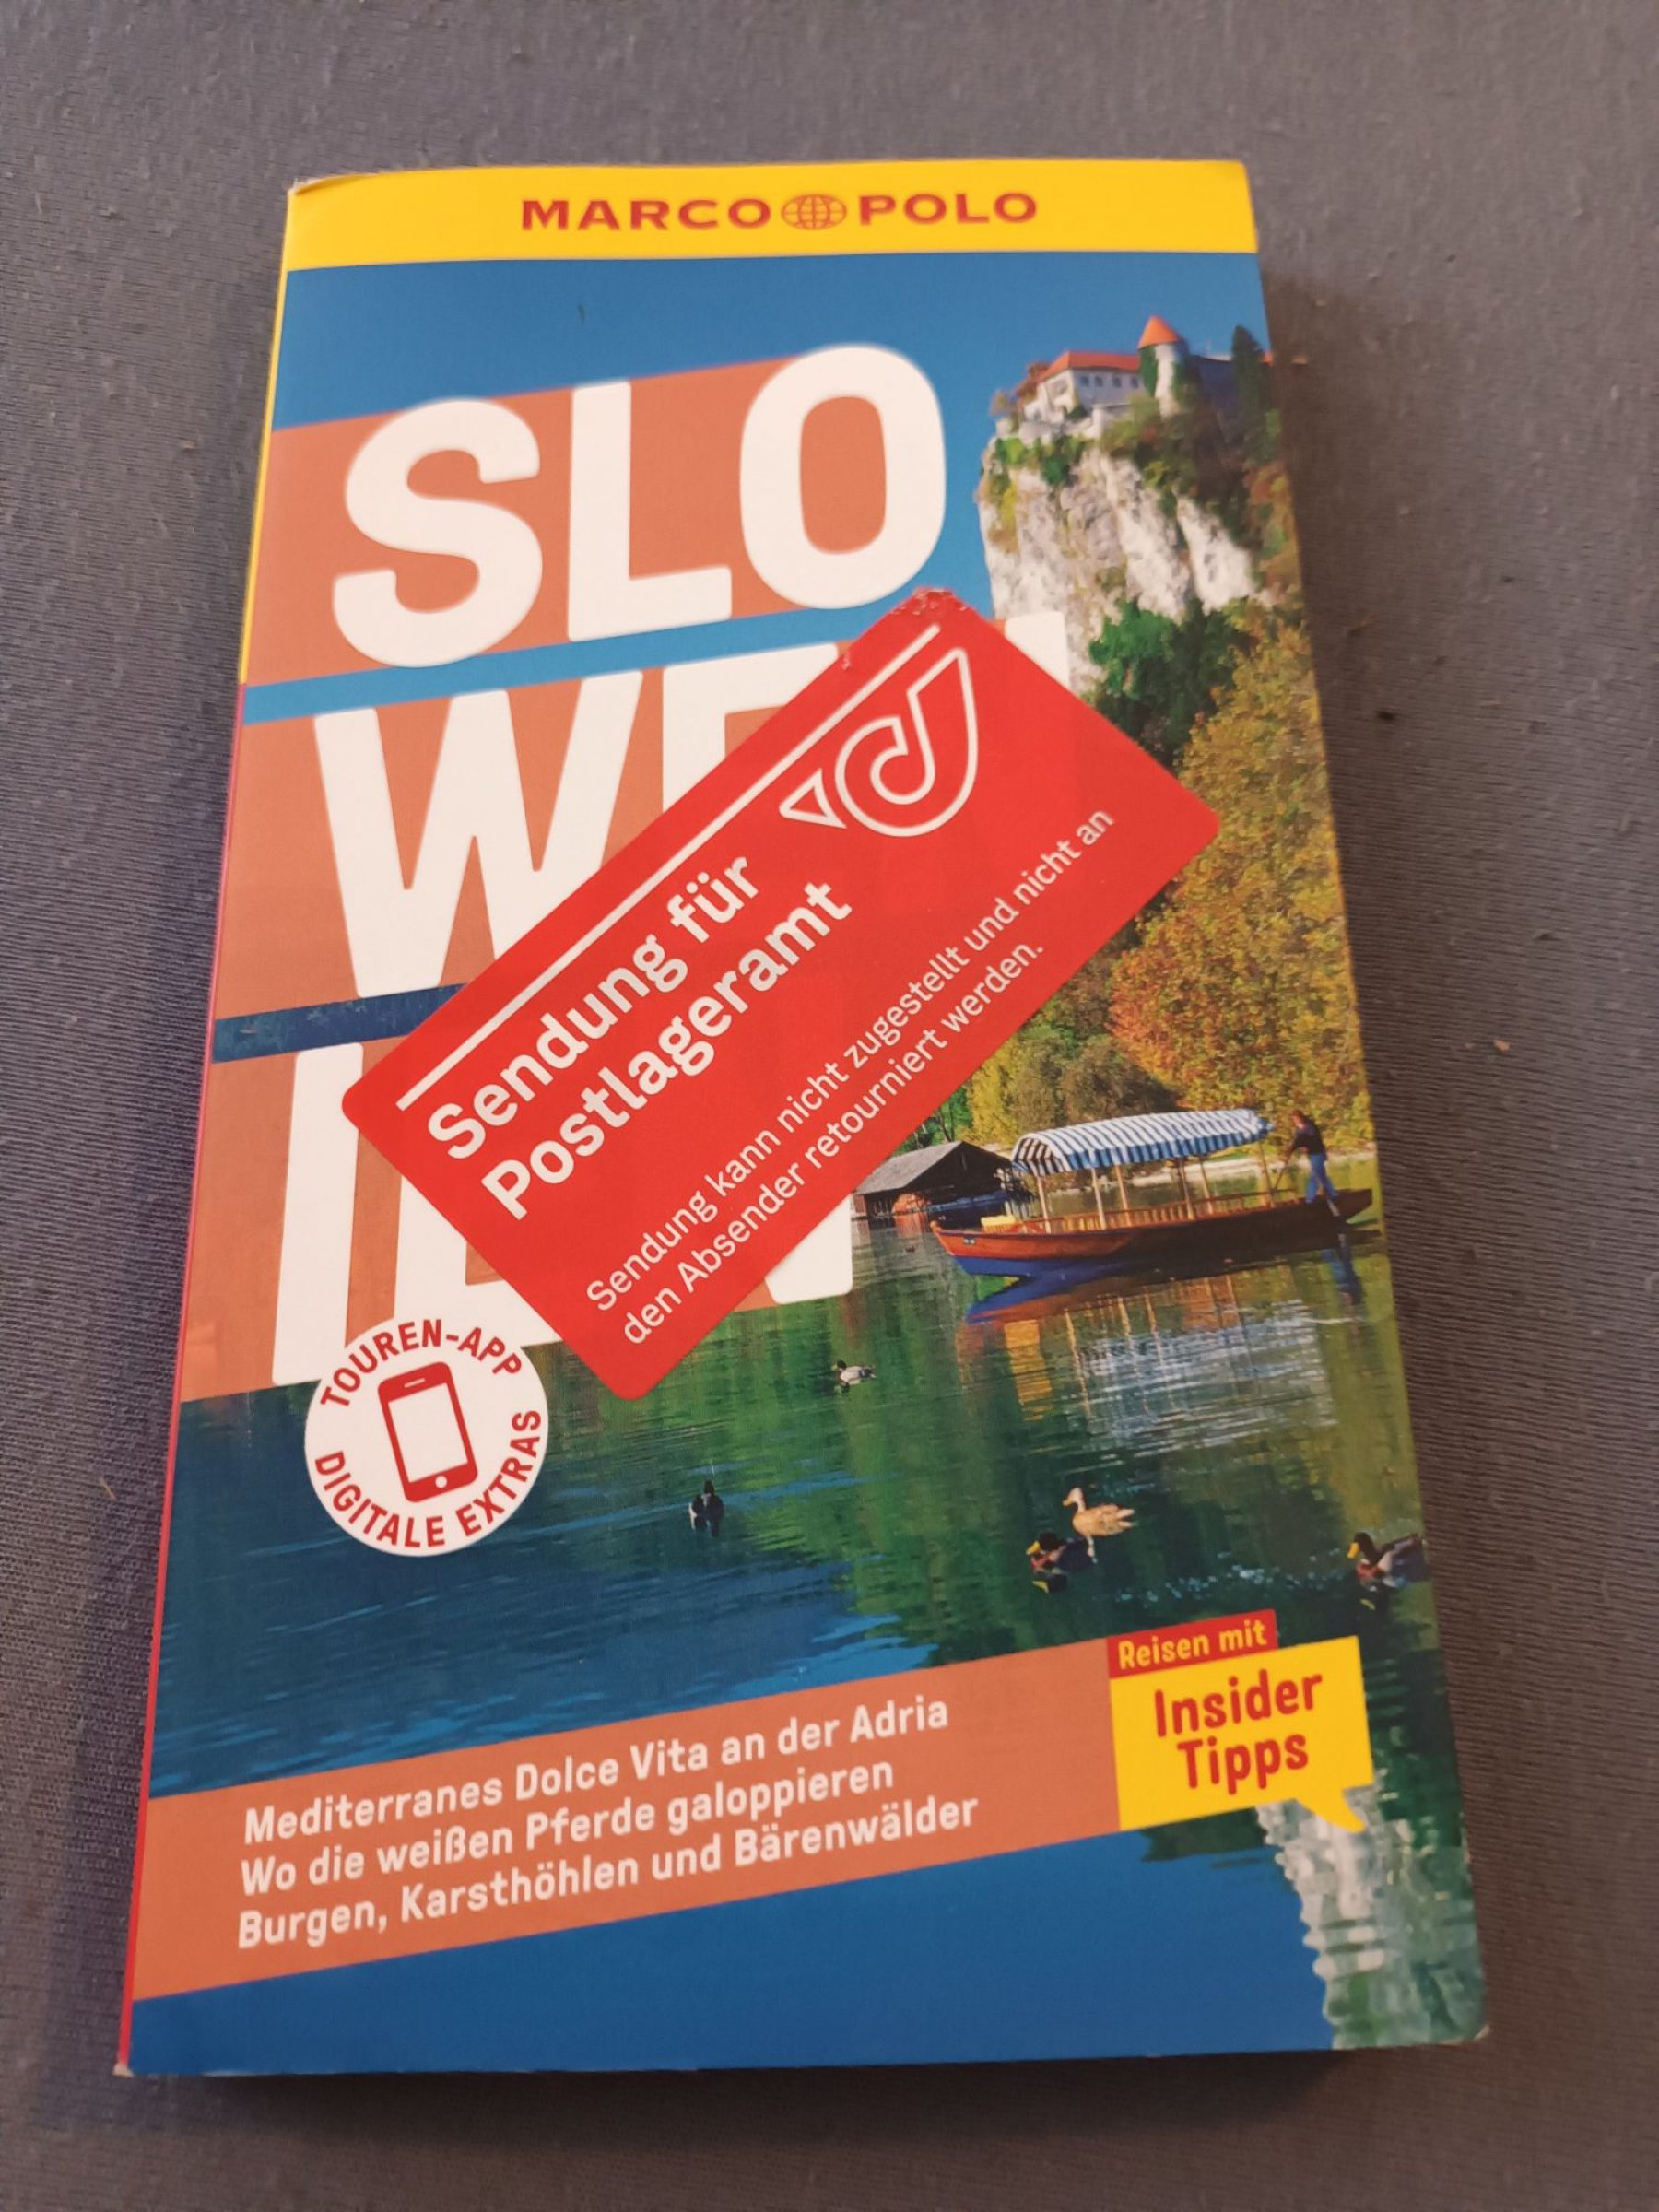 MARCO POLO
SLO
WE
Sendung für
Postlageramt
Sendung kann nicht zugestellt und nicht an
den Absender retourniert werden.
TOUREN-APP
DIGITALE EXTRAS
Reisen mit
Insider
Tipps
Mediterranes Dolce Vita an der Adria
Wo die weißen Pferde galoppieren
Burgen, Karsthöhlen und Bärenwälder